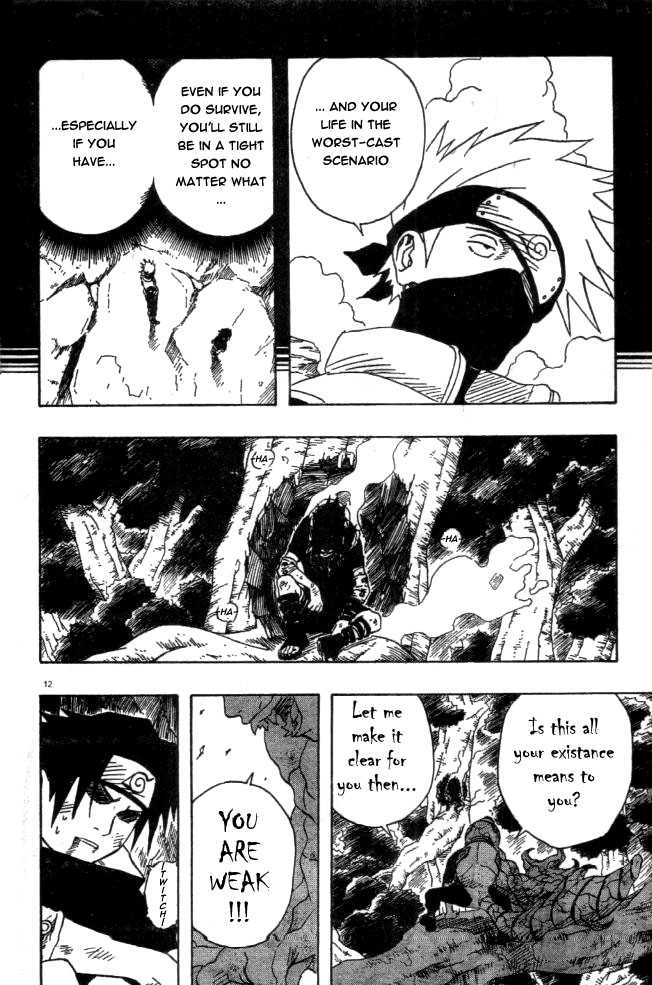 ... AND YOUR
LIFE IN THE
WORST-CAST
SCENARIO
EVEN IF YOU
DO SURVIVE,
YOU'LL STILL
BE IN A TIGHT
SPOT NO
MATTER WHAT
...
...ESPECIALLY
IF YOU
HAVE...
-HA-
-HA-
-HA-
12
Is this all
your existance
means to
you?
Let me
make it
clear for
you then...
YOU
ARE
WEAK
!!!
TWITCH!